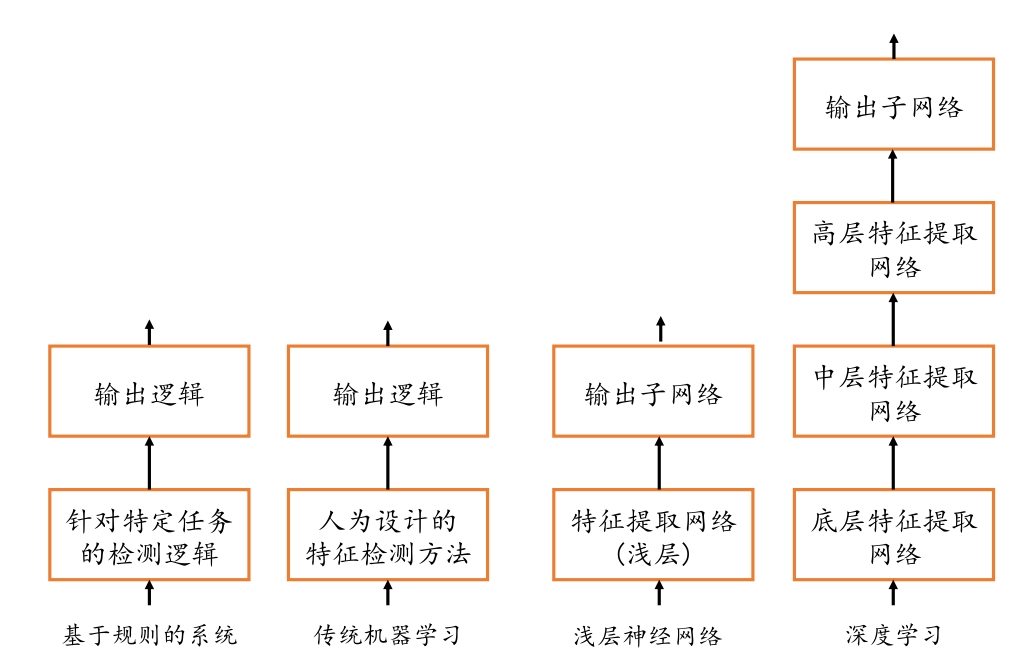 输出子网络
高层特征提取
网络
输出逻辑
输出逻辑
输出子网络
中层特征提取
网络
针对特定任务
的检测逻辑
人为设计的
特征检测方法
特征提取网络
(浅层)
底层特征提取
网络
基于规则的系统
传统机器学习
浅层神经网络
深度学习